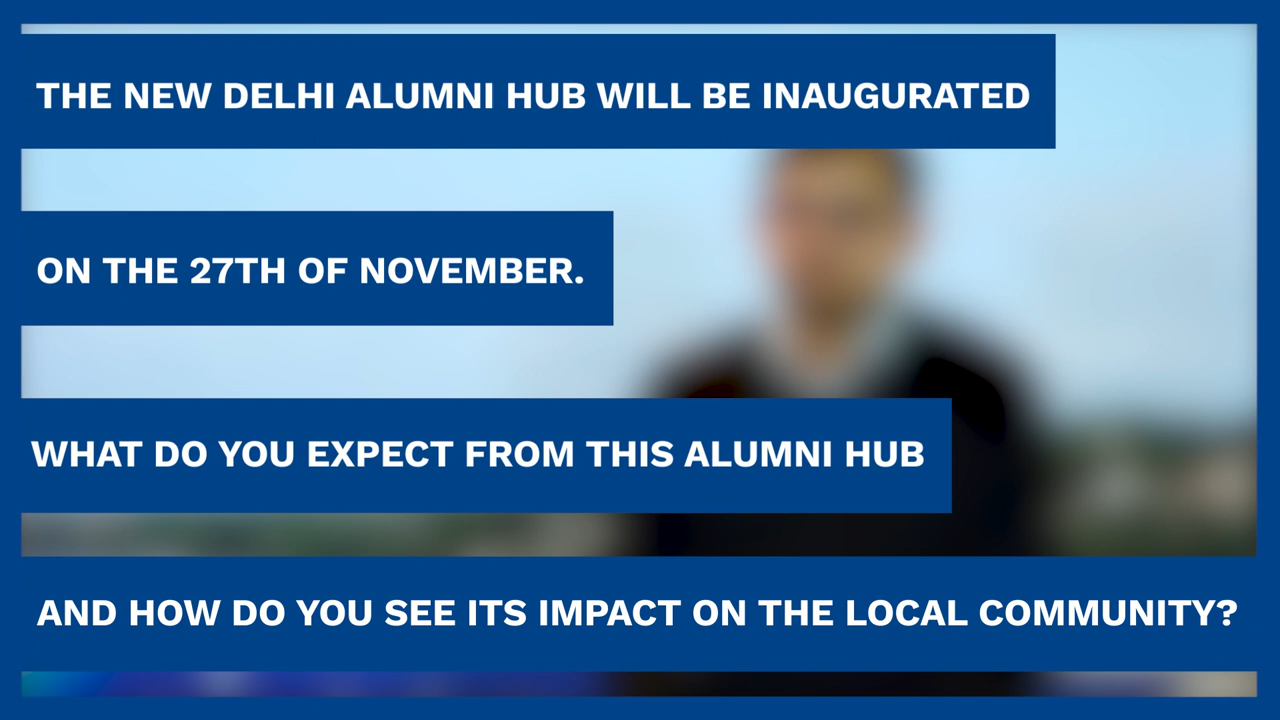 THE NEW DELHI ALUMNI HUB WILL BE INAUGURATED
ON THE 27TH OF NOVEMBER.
WHAT DO YOU EXPECT FROM THIS ALUMNI HUB
AND HOW DO YOU SEE ITS IMPACT ON THE LOCAL COMMUNITY?